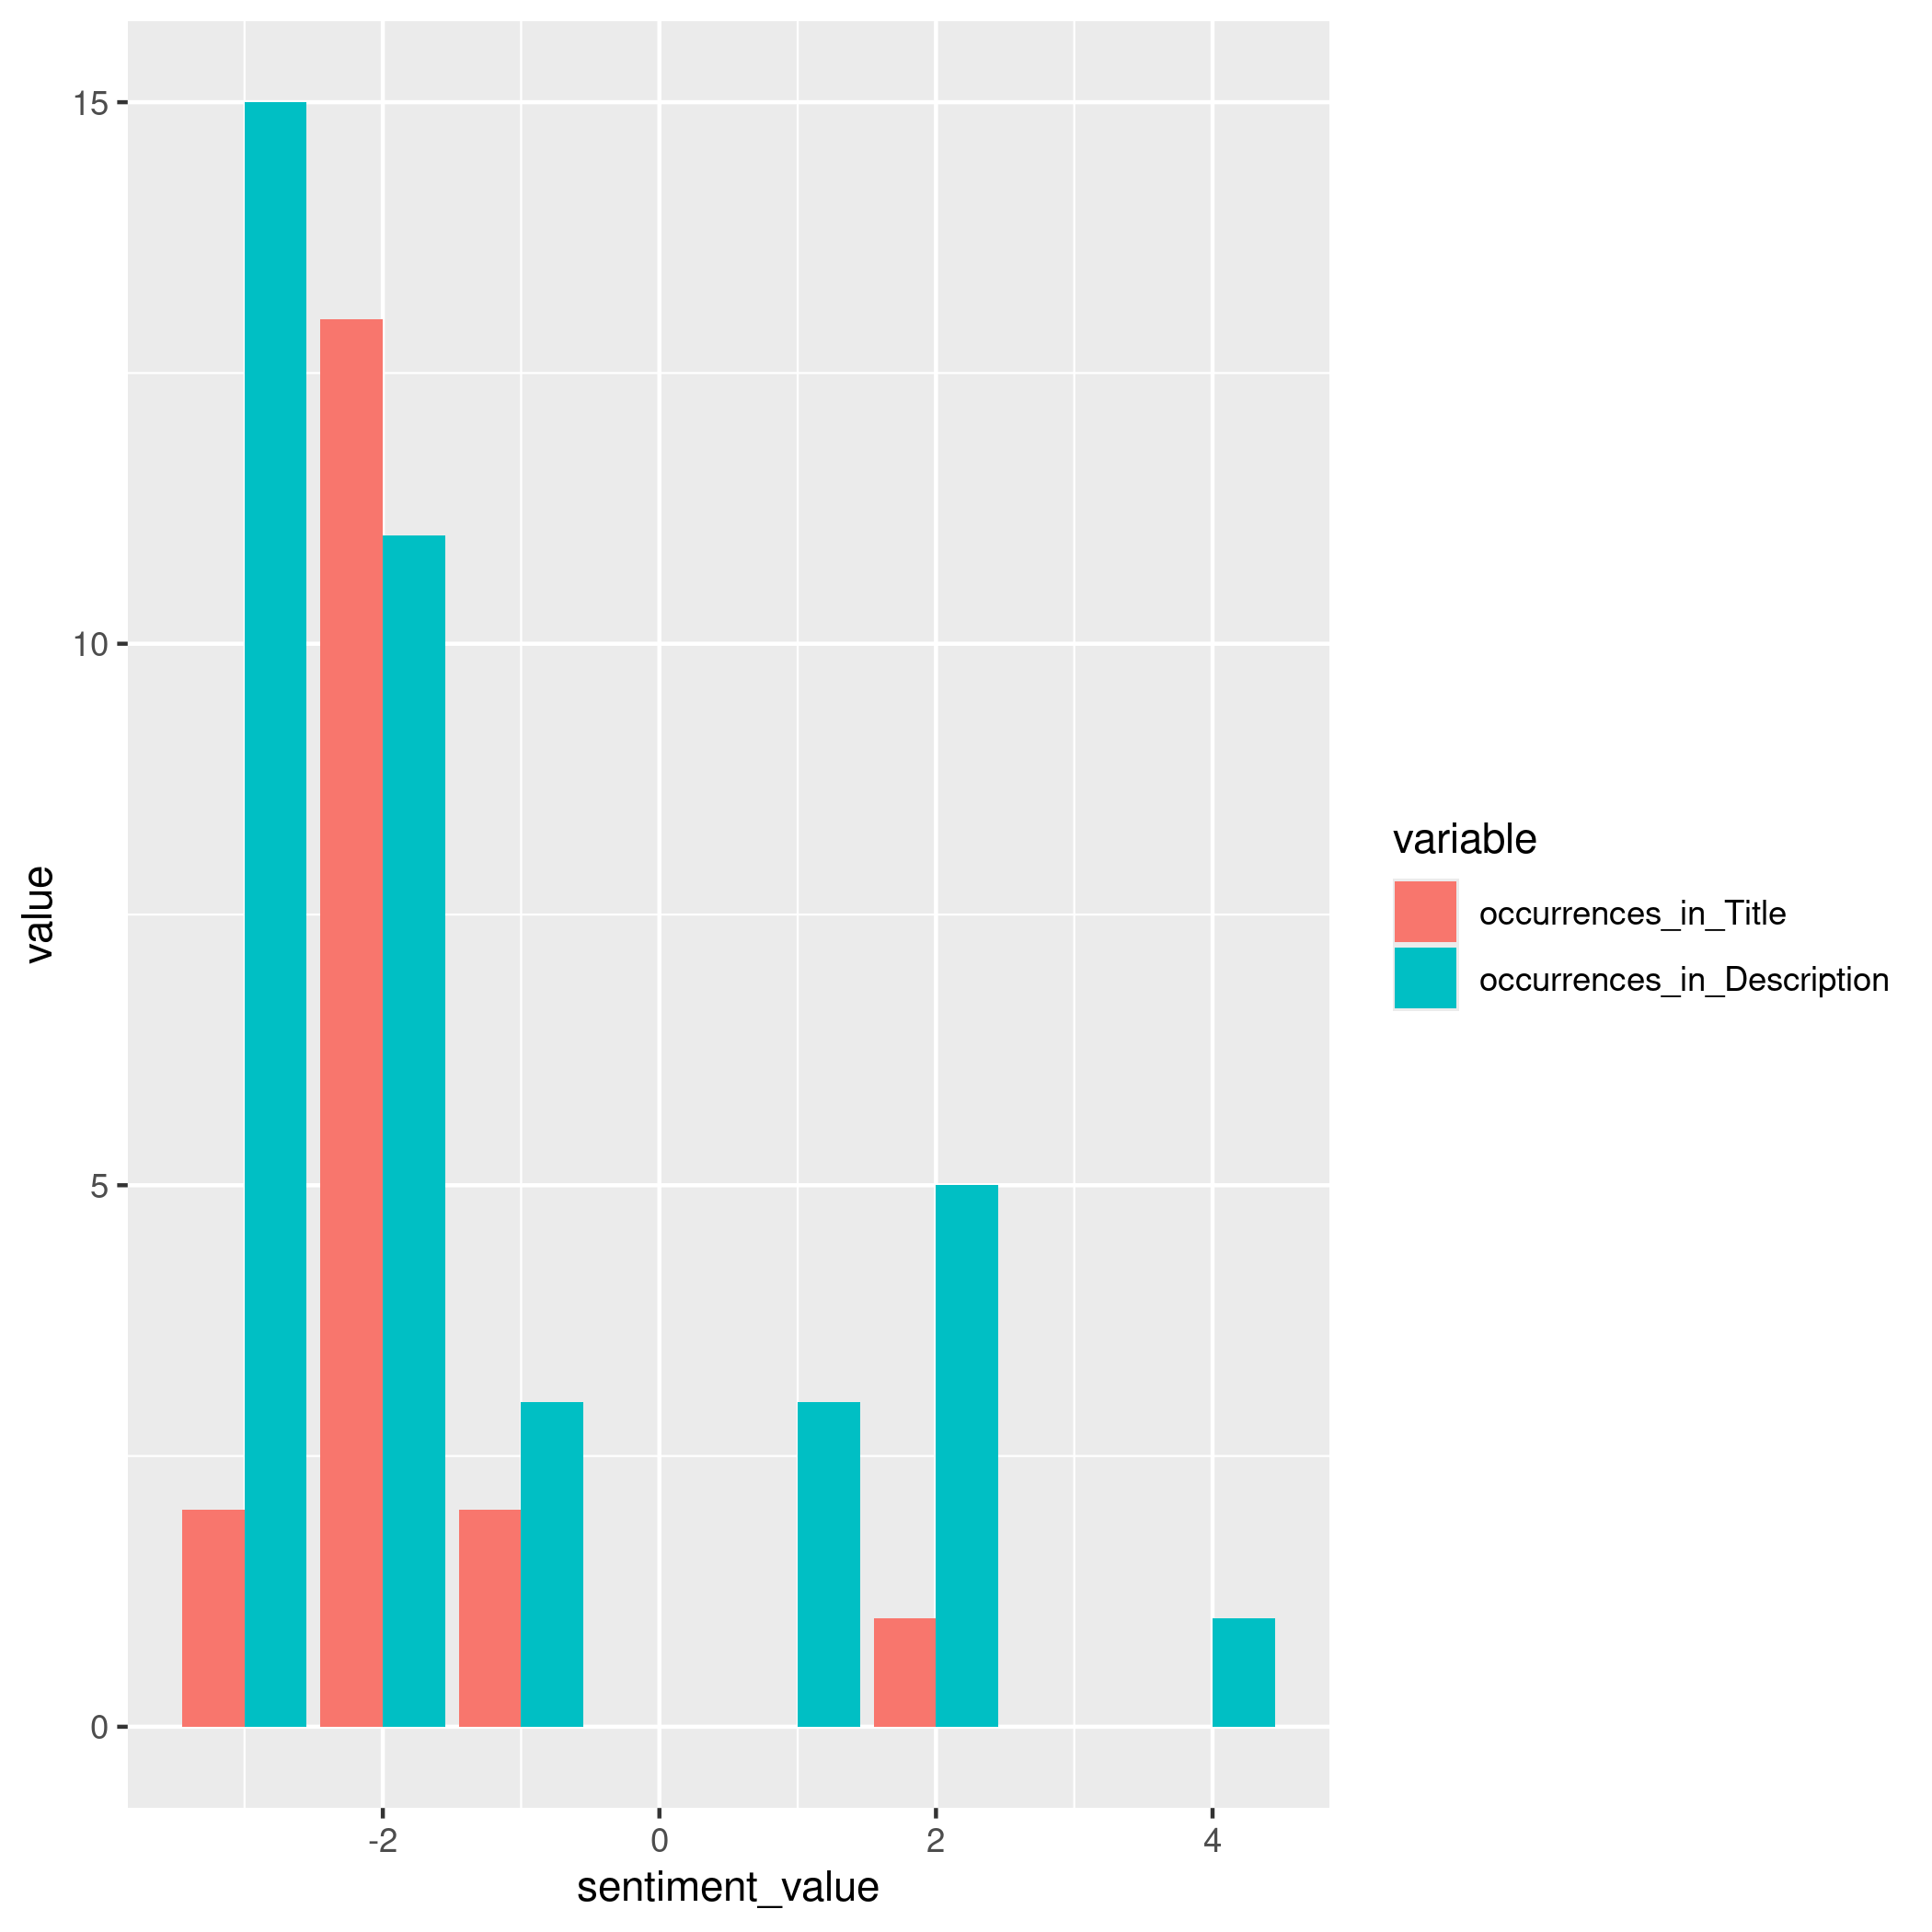 15
10
5
0
value
-2 0 2 4
sentiment_value
variable
occurrences_in_Title
occurrences_in_Description